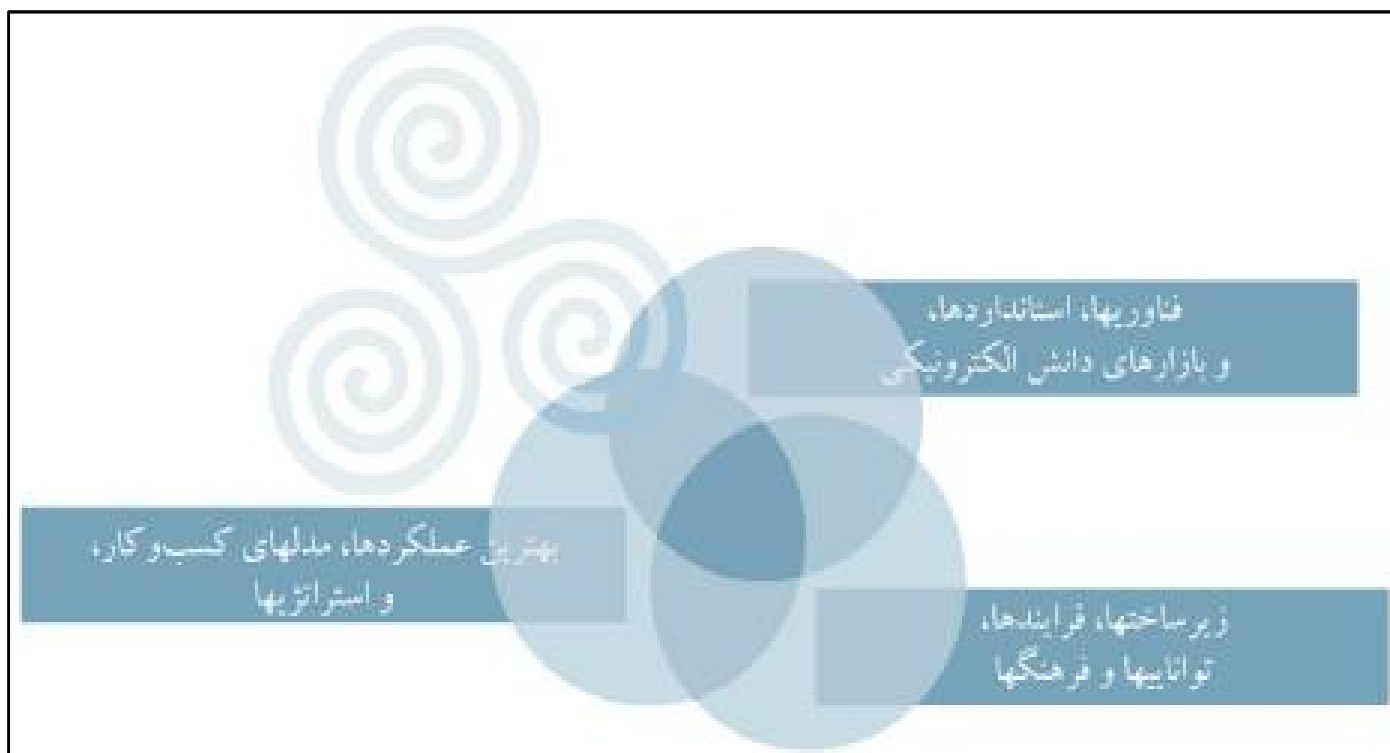 فناوریها، استانداردها،
و بازارهای دانش الکترونیکی
بهترین عملکردها، مدلهای کسب‌وکار،
و استراتژیها
زیرساختها، فرایندها،
تواناییها و فرهنگها